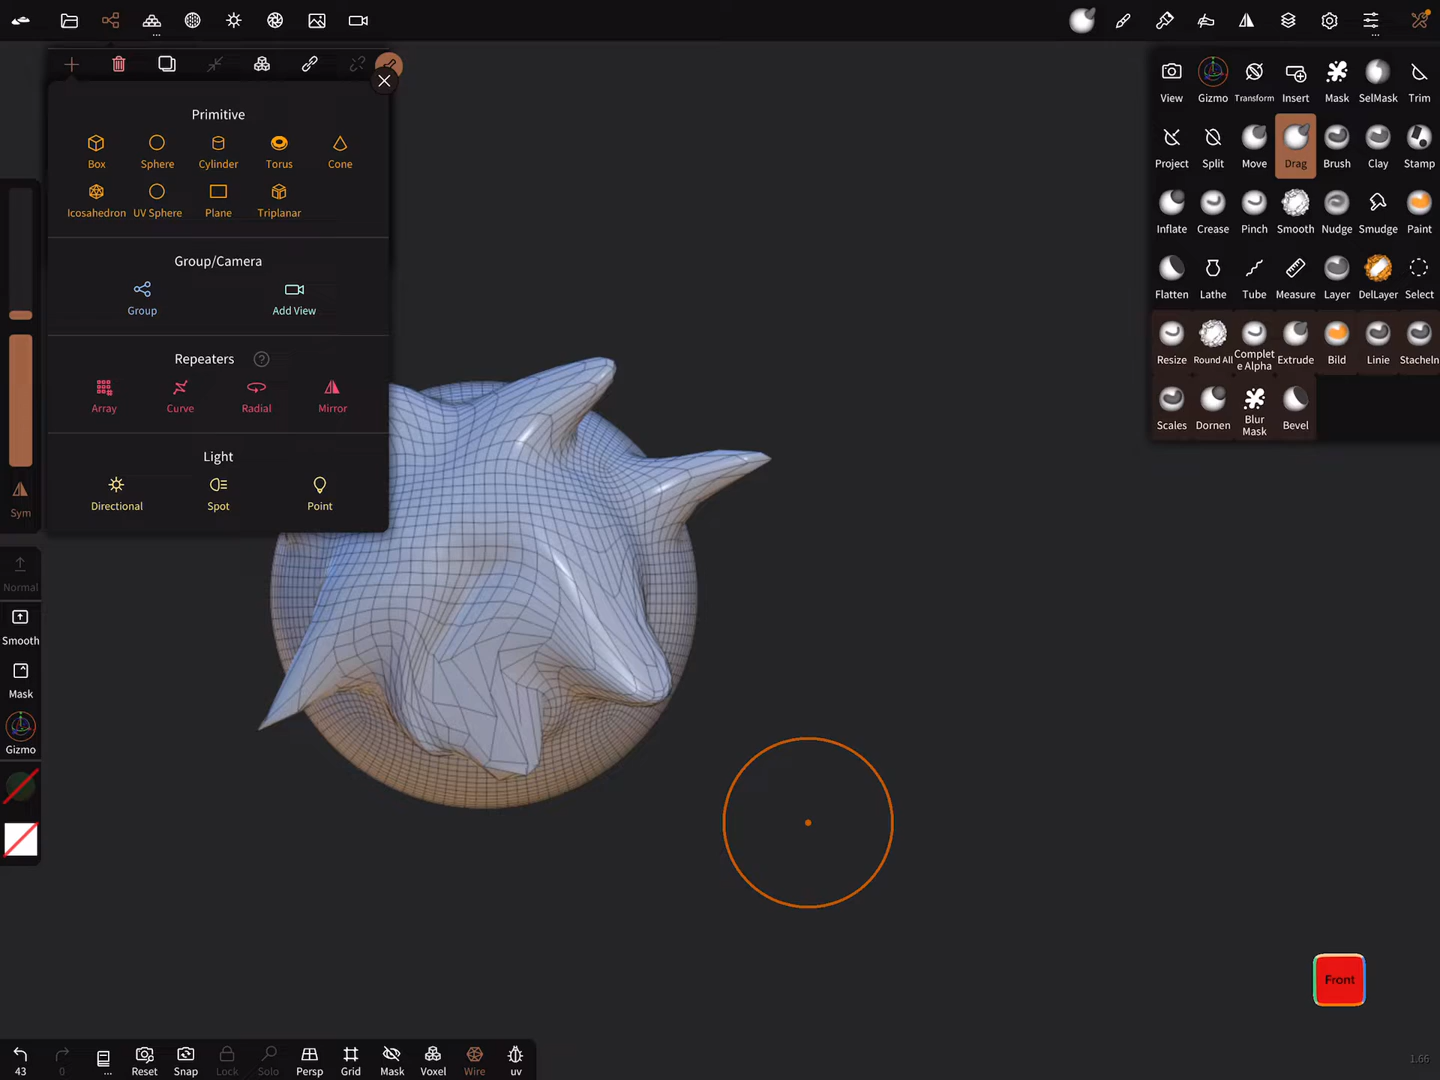 Primitive
Box
Sphere
Cylinder
Torus
Cone
Icosahedron
UV Sphere
Plane
Triplanar
Group/Camera
Group
Add View
Repeaters ?
Array
Curve
Radial
Mirror
Light
Directional
Spot
Point
Sym
Normal
Smooth
Mask
Gizmo
View
Gizmo
Transform
Insert
Mask
SelMask
Trim
Project
Split
Move
Drag
Brush
Clay
Stamp
Inflate
Crease
Pinch
Smooth
Nudge
Smudge
Paint
Flatten
Lathe
Tube
Measure
Layer
DelLayer
Select
Resize
Round All
Complet
e Alpha
Extrude
Bild
Linie
Stacheln
Scales
Dornen
Blur
Mask
Bevel
Front
43
0
...
Reset
Snap
Lock
Solo
Persp
Grid
Mask
Voxel
Wire
uv
1.66